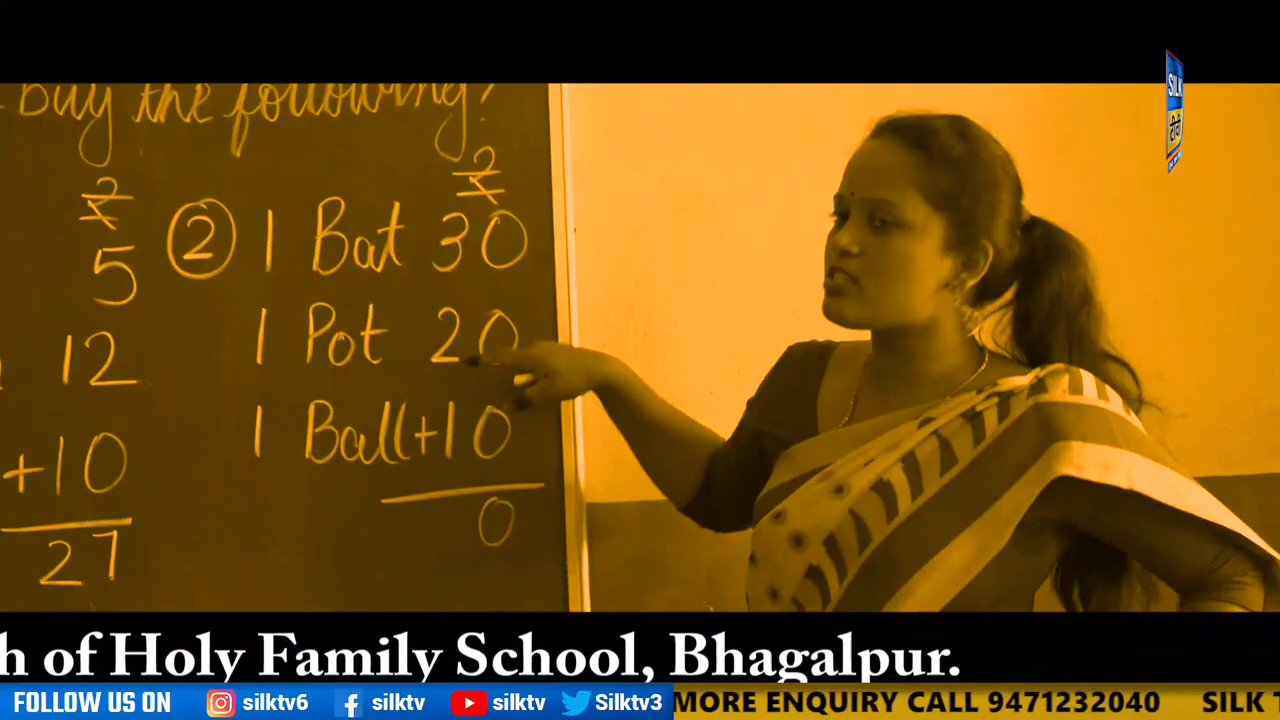 Buy the following?
₹
5
12
+10
27
② ₹
1 Bat 30
1 Pot 20
1 Ball+10
0
SILK
टीवी
h of Holy Family School, Bhagalpur.
FOLLOW US ON silktv6 silktv silktv Silktv3 MORE ENQUIRY CALL 9471232040 SILK T